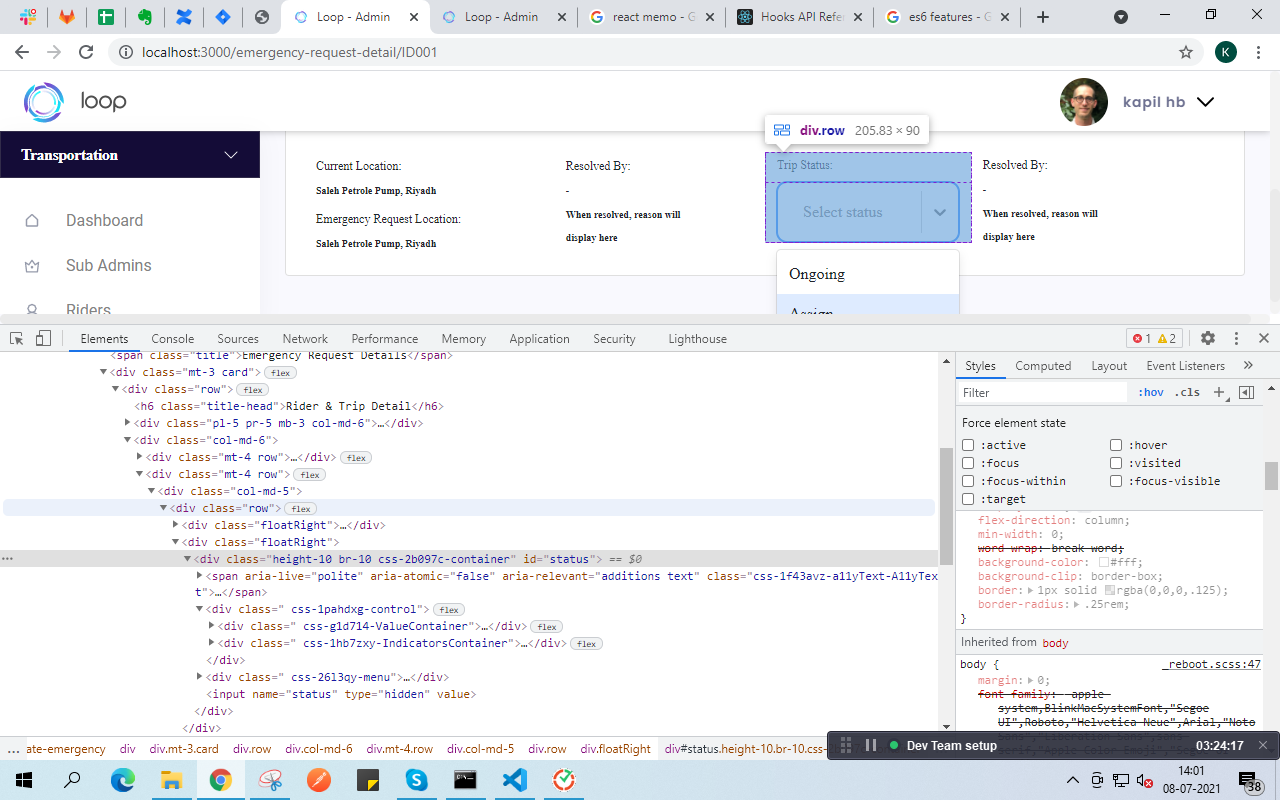 Loop - Admin
Loop - Admin
react memo - G
Hooks API Refer
es6 features - G
localhost:3000/emergency-request-detail/ID001
K
loop
kapil hb
Transportation
Dashboard
Sub Admins
Riders
div.row 205.83 × 90
Current Location:
Saleh Petrole Pump, Riyadh
Emergency Request Location:
Saleh Petrole Pump, Riyadh
Resolved By:
-
When resolved, reason will
display here
Trip Status:
Select status
Ongoing
Assign
Resolved By:
-
When resolved, reason will
display here
Elements Console Sources Network Performance Memory Application Security Lighthouse
1 2
<span class="title">Emergency Request Details</span>
<div class="mt-3 card"> flex
<div class="row"> flex
<h6 class="title-head">Rider & Trip Detail</h6>
<div class="pl-5 pr-5 mb-3 col-md-6">…</div>
<div class="col-md-6">
<div class="mt-4 row">…</div> flex
<div class="mt-4 row"> flex
<div class="col-md-5">
<div class="row"> flex
<div class="floatRight">…</div>
<div class="floatRight">
… <div class="height-10 br-10 css-2b097c-container" id="status"> == $0
<span aria-live="polite" aria-atomic="false" aria-relevant="additions text" class="css-1f43avz-a11yText-A11yTex
t">…</span>
<div class=" css-1pahdxg-control"> flex
<div class=" css-g1d714-ValueContainer">…</div> flex
<div class=" css-1hb7zxy-IndicatorsContainer">…</div> flex
</div>
<div class=" css-26l3qy-menu">…</div>
<input name="status" type="hidden" value>
</div>
</div>
… ate-emergency div div.mt-3.card div.row div.col-md-6 div.mt-4.row div.col-md-5 div.row div.floatRight div#status.height-10.br-10.css-2b
Styles Computed Layout Event Listeners »
Filter :hov .cls +
Force element state
:active :hover
:focus :visited
:focus-within :focus-visible
:target
flex-direction: column;
min-width: 0;
word-wrap: break-word;
background-color: #fff;
background-clip: border-box;
border: 1px solid rgba(0,0,0,.125);
border-radius: .25rem;
}
Inherited from body
body { _reboot.scss:47
margin: 0;
font-family: -apple-
system,BlinkMacSystemFont,"Segoe
UI",Roboto,"Helvetica Neue",Arial,"Noto
Dev Team setup 03:24:17
14:01
08-07-2021
38